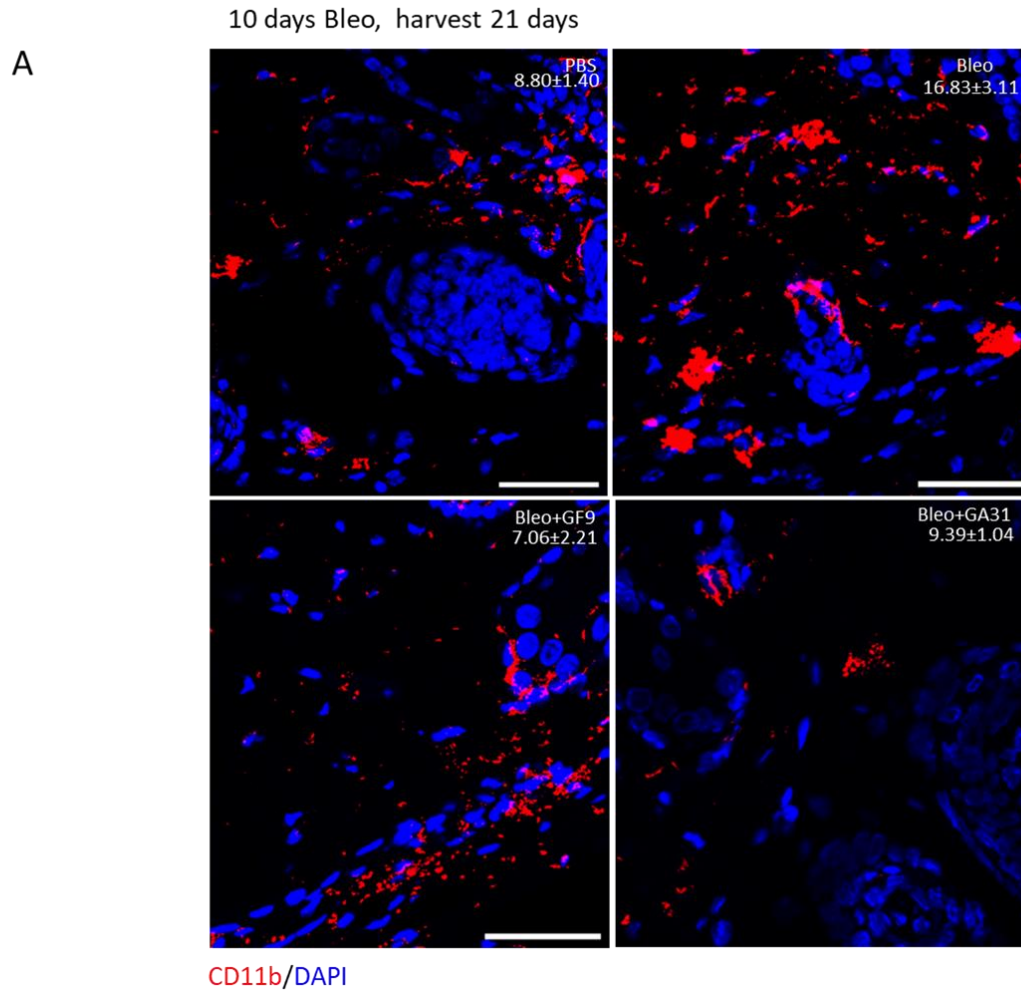 10 days Bleo, harvest 21 days
A
PBS
8.80±1.40
Bleo
16.83±3.11
Bleo+GF9
7.06±2.21
Bleo+GA31
9.39±1.04
CD11b/DAPI